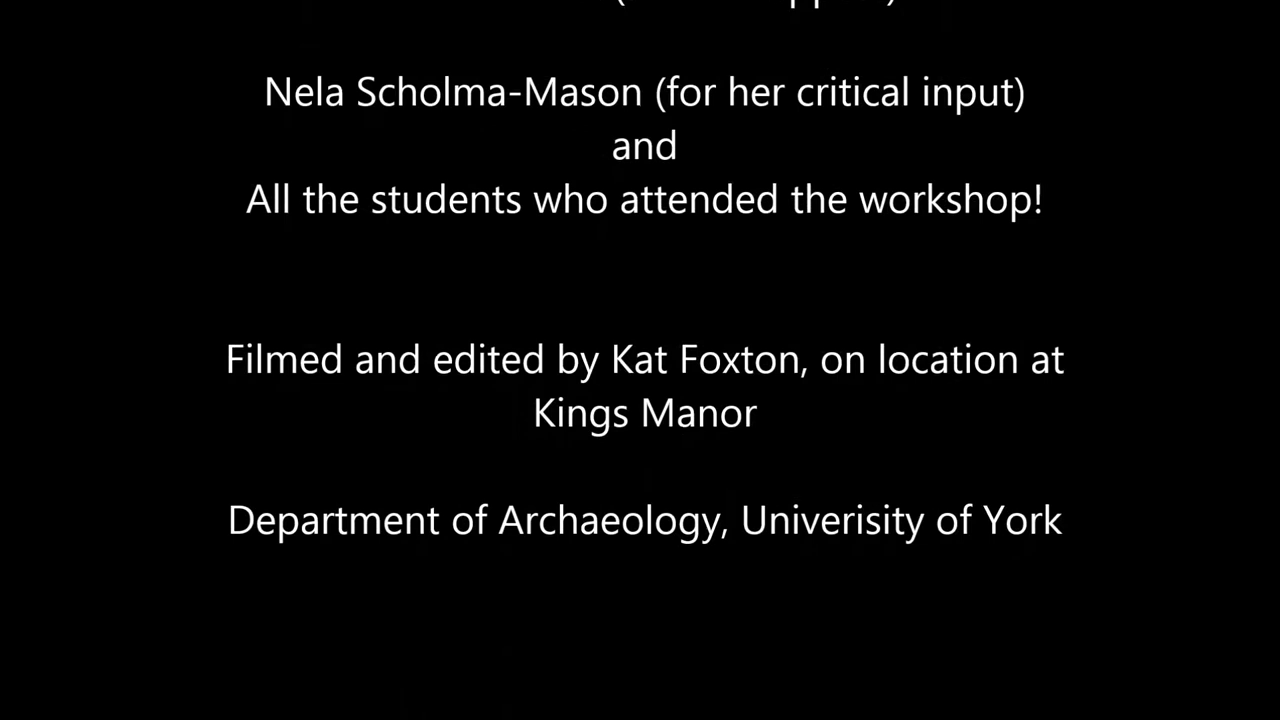 Nela Scholma-Mason (for her critical input)
and
All the students who attended the workshop!
Filmed and edited by Kat Foxton, on location at
Kings Manor
Department of Archaeology, Univerisity of York